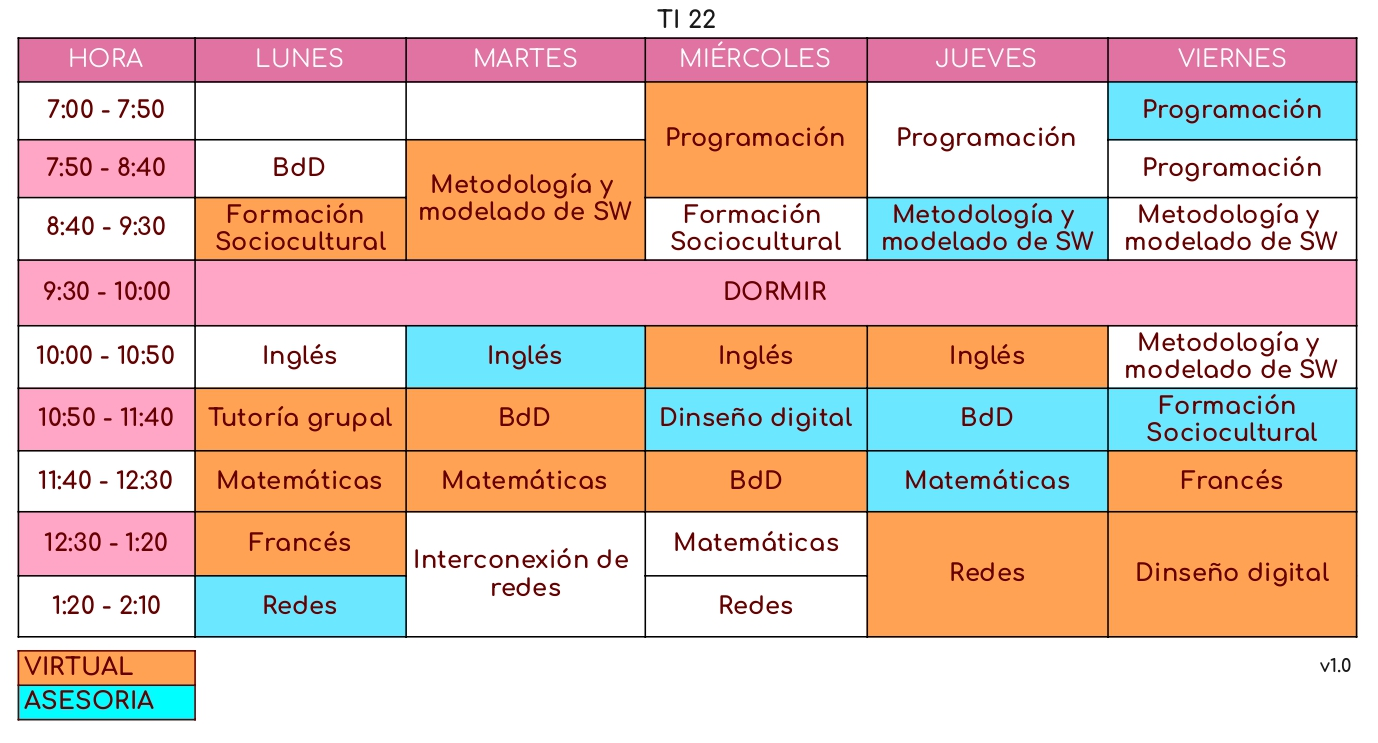 TI 22
HORA LUNES MARTES MIÉRCOLES JUEVES VIERNES
7:00 - 7:50 Programación Programación Programación
7:50 - 8:40 BdD Metodología y modelado de SW Programación
8:40 - 9:30 Formación Sociocultural Formación Sociocultural Metodología y modelado de SW Metodología y modelado de SW
9:30 - 10:00 DORMIR
10:00 - 10:50 Inglés Inglés Inglés Inglés Metodología y modelado de SW
10:50 - 11:40 Tutoría grupal BdD Dinseño digital BdD Formación Sociocultural
11:40 - 12:30 Matemáticas Matemáticas BdD Matemáticas Francés
12:30 - 1:20 Francés Interconexión de redes Matemáticas Redes Dinseño digital
1:20 - 2:10 Redes Redes
VIRTUAL
ASESORIA
v1.0